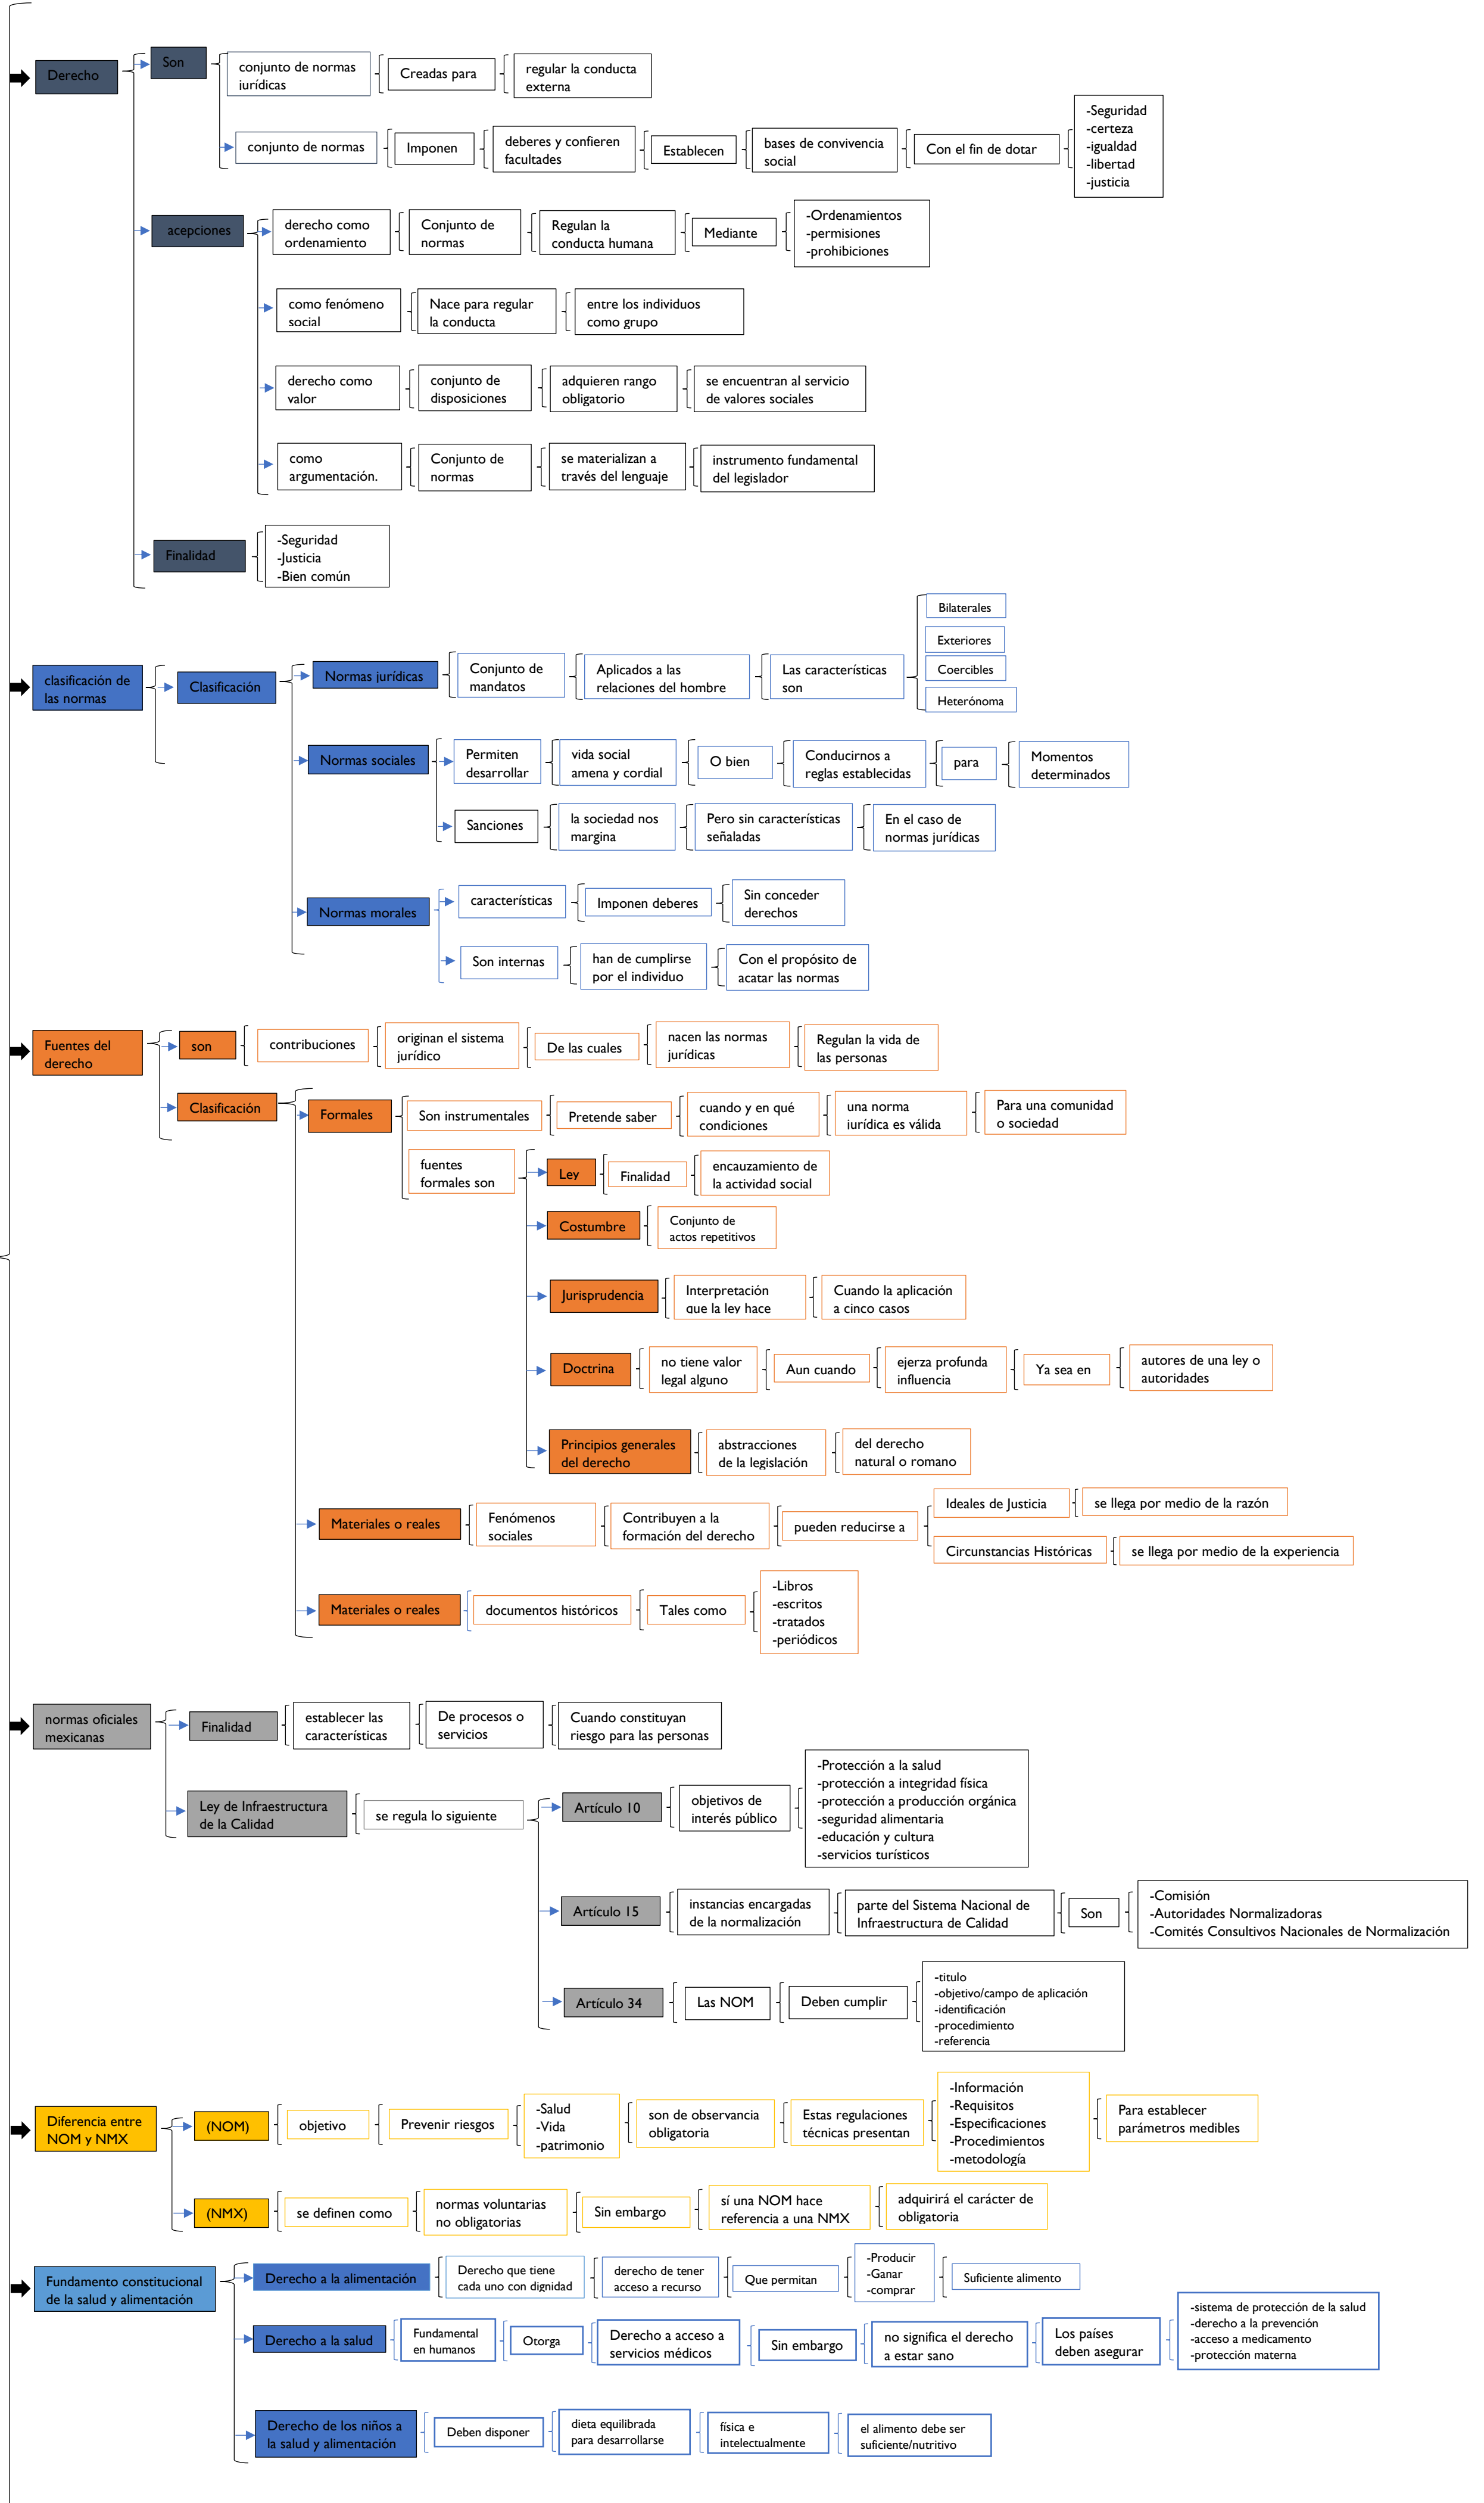 Derecho
Son
conjunto de normas
jurídicas
Creadas para
regular la conducta
externa
conjunto de normas
Imponen
deberes y confieren
facultades
Establecen
bases de convivencia
social
Con el fin de dotar
-Seguridad
-certeza
-igualdad
-libertad
-justicia
acepciones
derecho como
ordenamiento
Conjunto de
normas
Regulan la
conducta humana
Mediante
-Ordenamientos
-permisiones
-prohibiciones
como fenómeno
social
Nace para regular
la conducta
entre los individuos
como grupo
derecho como
valor
conjunto de
disposiciones
adquieren rango
obligatorio
se encuentran al servicio
de valores sociales
como
argumentación.
Conjunto de
normas
se materializan a
través del lenguaje
instrumento fundamental
del legislador
Finalidad
-Seguridad
-Justicia
-Bien común
clasificación de
las normas
Clasificación
Normas jurídicas
Conjunto de
mandatos
Aplicados a las
relaciones del hombre
Las características
son
Bilaterales
Exteriores
Coercibles
Heterónoma
Normas sociales
Permiten
desarrollar
vida social
amena y cordial
O bien
Conducirnos a
reglas establecidas
para
Momentos
determinados
Sanciones
la sociedad nos
margina
Pero sin características
señaladas
En el caso de
normas jurídicas
Normas morales
características
Imponen deberes
Sin conceder
derechos
Son internas
han de cumplirse
por el individuo
Con el propósito de
acatar las normas
Fuentes del
derecho
son
contribuciones
originan el sistema
jurídico
De las cuales
nacen las normas
jurídicas
Regulan la vida de
las personas
Clasificación
Formales
Son instrumentales
Pretende saber
cuando y en qué
condiciones
una norma
jurídica es válida
Para una comunidad
o sociedad
fuentes
formales son
Ley
Finalidad
encauzamiento de
la actividad social
Costumbre
Conjunto de
actos repetitivos
Jurisprudencia
Interpretación
que la ley hace
Cuando la aplicación
a cinco casos
Doctrina
no tiene valor
legal alguno
Aun cuando
ejerza profunda
influencia
Ya sea en
autores de una ley o
autoridades
Principios generales
del derecho
abstracciones
de la legislación
del derecho
natural o romano
Materiales o reales
Fenómenos
sociales
Contribuyen a la
formación del derecho
pueden reducirse a
Ideales de Justicia
se llega por medio de la razón
Circunstancias Históricas
se llega por medio de la experiencia
Materiales o reales
documentos históricos
Tales como
-Libros
-escritos
-tratados
-periódicos
normas oficiales
mexicanas
Finalidad
establecer las
características
De procesos o
servicios
Cuando constituyan
riesgo para las personas
Ley de Infraestructura
de la Calidad
se regula lo siguiente
Artículo 10
objetivos de
interés público
-Protección a la salud
-protección a integridad física
-protección a producción orgánica
-seguridad alimentaria
-educación y cultura
-servicios turísticos
Artículo 15
instancias encargadas
de la normalización
parte del Sistema Nacional de
Infraestructura de Calidad
Son
-Comisión
-Autoridades Normalizadoras
-Comités Consultivos Nacionales de Normalización
Artículo 34
Las NOM
Deben cumplir
-titulo
-objetivo/campo de aplicación
-identificación
-procedimiento
-referencia
Diferencia entre
NOM y NMX
(NOM)
objetivo
Prevenir riesgos
-Salud
-Vida
-patrimonio
son de observancia
obligatoria
Estas regulaciones
técnicas presentan
-Información
-Requisitos
-Especificaciones
-Procedimientos
-metodología
Para establecer
parámetros medibles
(NMX)
se definen como
normas voluntarias
no obligatorias
Sin embargo
sí una NOM hace
referencia a una NMX
adquirirá el carácter de
obligatoria
Fundamento constitucional
de la salud y alimentación
Derecho a la alimentación
Derecho que tiene
cada uno con dignidad
derecho de tener
acceso a recurso
Que permitan
-Producir
-Ganar
-comprar
Suficiente alimento
Derecho a la salud
Fundamental
en humanos
Otorga
Derecho a acceso a
servicios médicos
Sin embargo
no significa el derecho
a estar sano
Los países
deben asegurar
-sistema de protección de la salud
-derecho a la prevención
-acceso a medicamento
-protección materna
Derecho de los niños a
la salud y alimentación
Deben disponer
dieta equilibrada
para desarrollarse
física e
intelectualmente
el alimento debe ser
suficiente/nutritivo